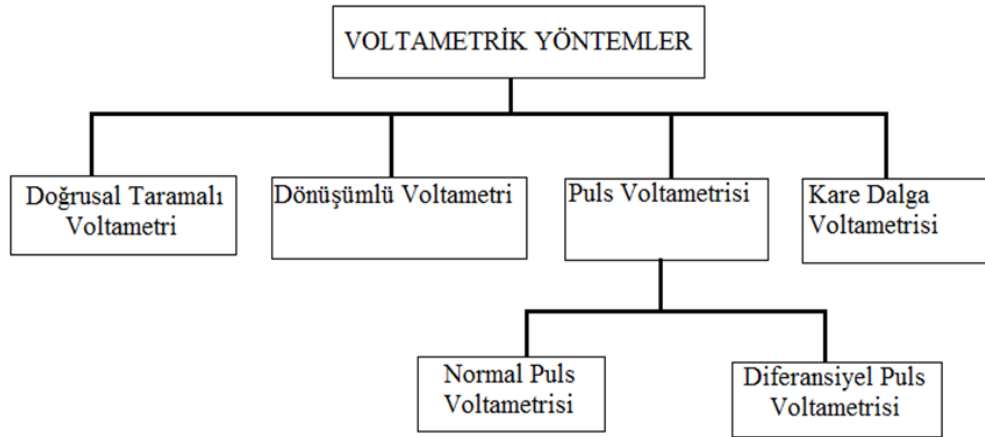 VOLTAMETRİK YÖNTEMLER
Doğrusal Taramalı
Voltametri
Dönüşümlü Voltametri
Puls Voltametrisi
Kare Dalga
Voltametrisi
Normal Puls
Voltametrisi
Diferansiyel Puls
Voltametrisi